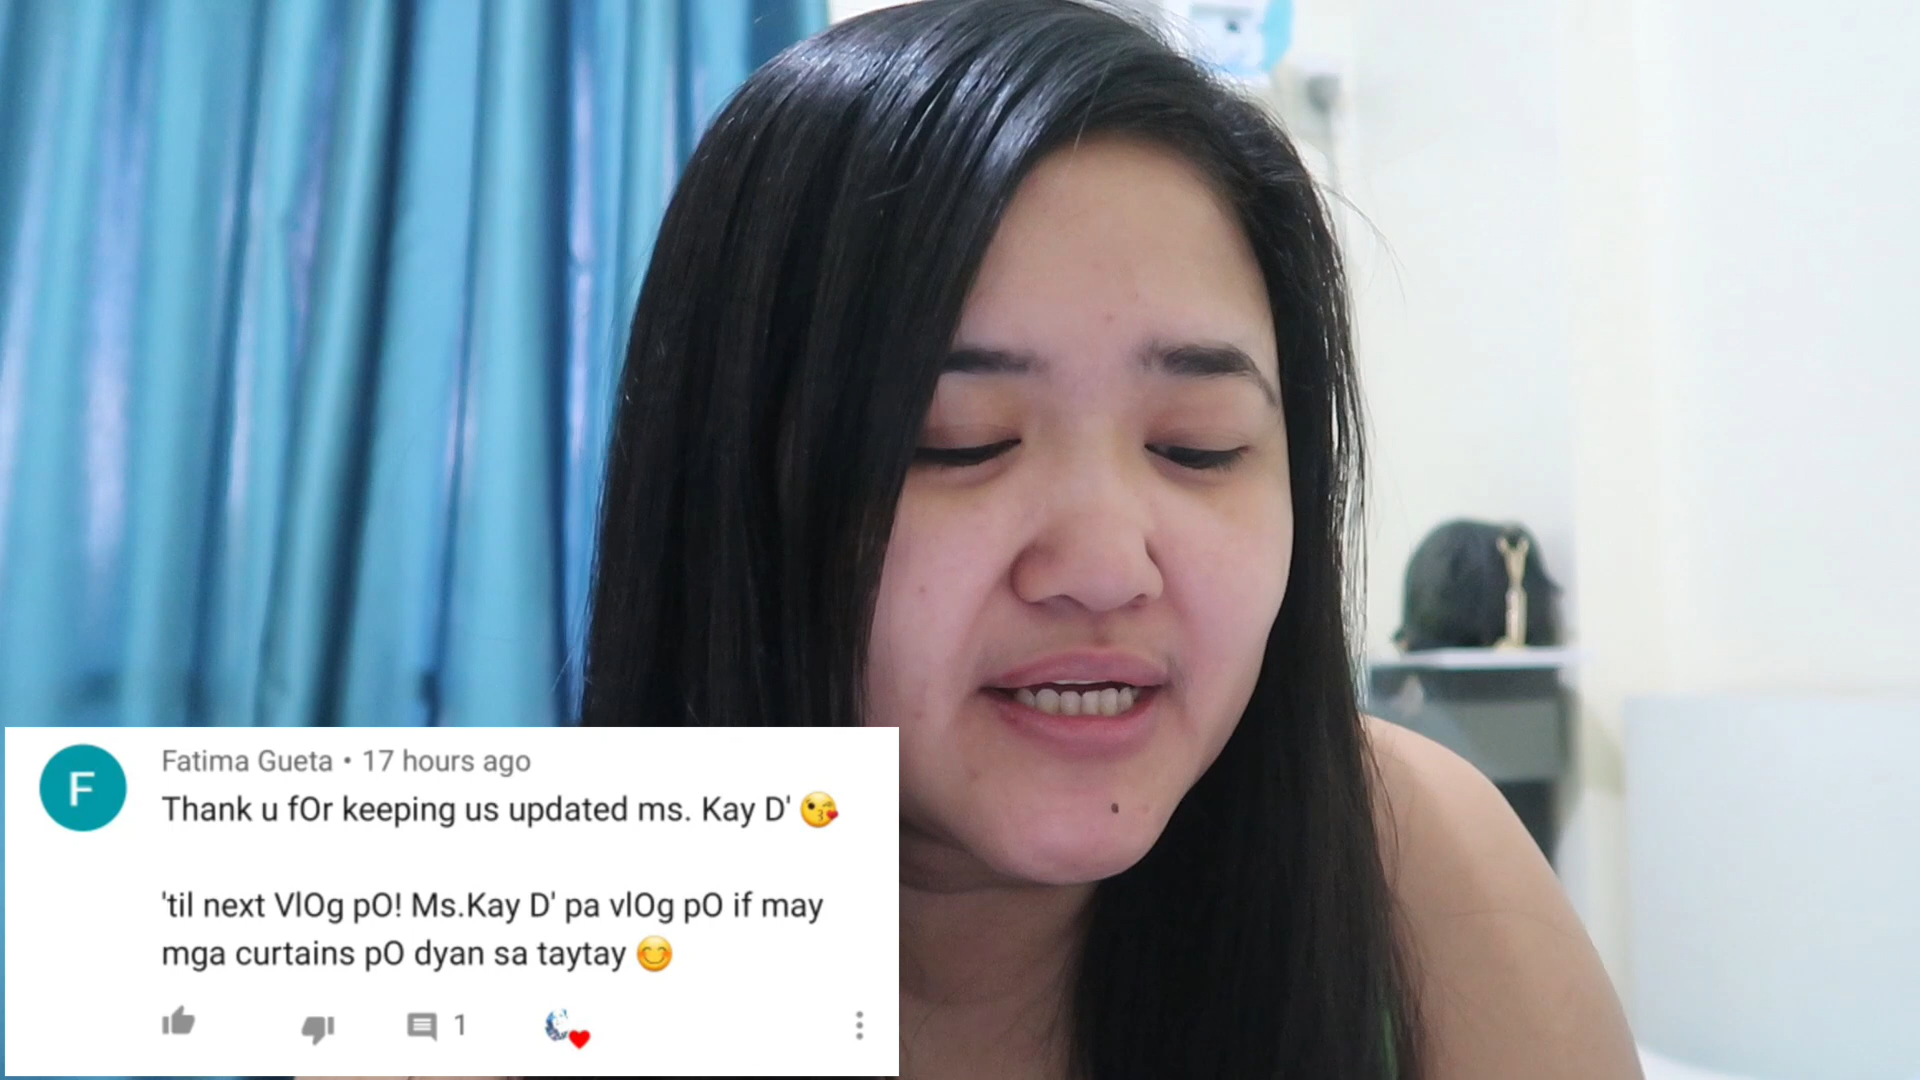 F
Fatima Gueta • 17 hours ago
Thank u fOr keeping us updated ms. Kay D' 😘
'til next VlOg pO! Ms.Kay D' pa vlOg pO if may
mga curtains pO dyan sa taytay 😊
1